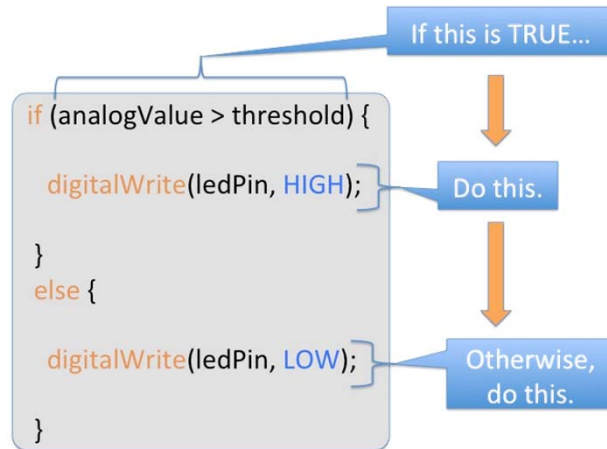 If this is TRUE...
if (analogValue > threshold) {
digitalWrite(ledPin, HIGH);
Do this.
}
else {
digitalWrite(ledPin, LOW);
Otherwise,
do this.
}